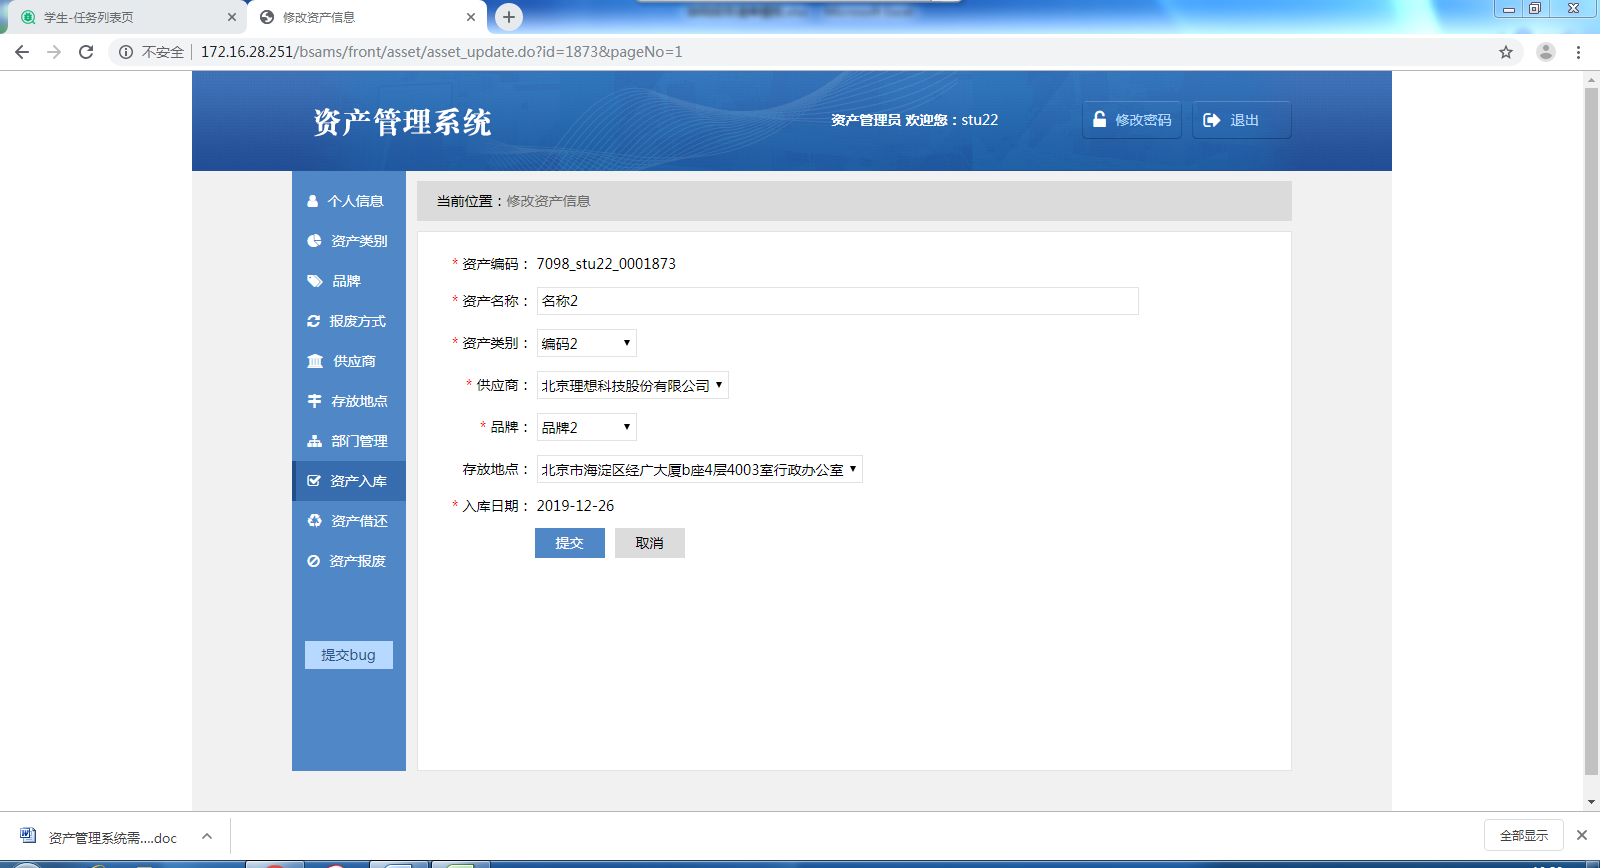 学生-任务列表页
修改资产信息
不安全
172.16.28.251/bsams/front/asset/asset_update.do?id=1873&pageNo=1
资产管理系统
资产管理员 欢迎您：stu22
修改密码
退出
个人信息
资产类别
品牌
报废方式
供应商
存放地点
部门管理
资产入库
资产借还
资产报废
提交bug
当前位置：修改资产信息
* 资产编码： 7098_stu22_0001873
* 资产名称： 名称2
* 资产类别： 编码2
* 供应商： 北京理想科技股份有限公司
* 品牌： 品牌2
存放地点： 北京市海淀区经广大厦b座4层4003室行政办公室
* 入库日期： 2019-12-26
提交
取消
资产管理系统需....doc
全部显示